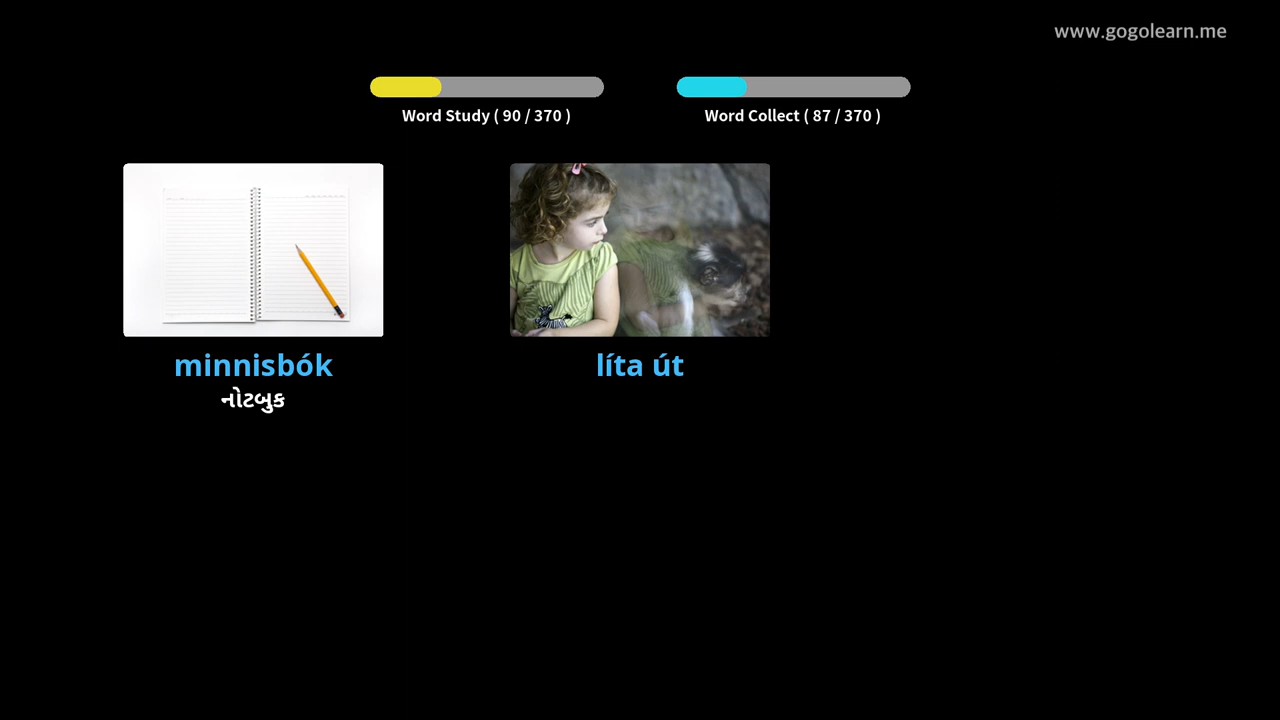 www.gogolearn.me
Word Study ( 90 / 370 )
Word Collect ( 87 / 370 )
minnisbók
નોટબુક
líta út